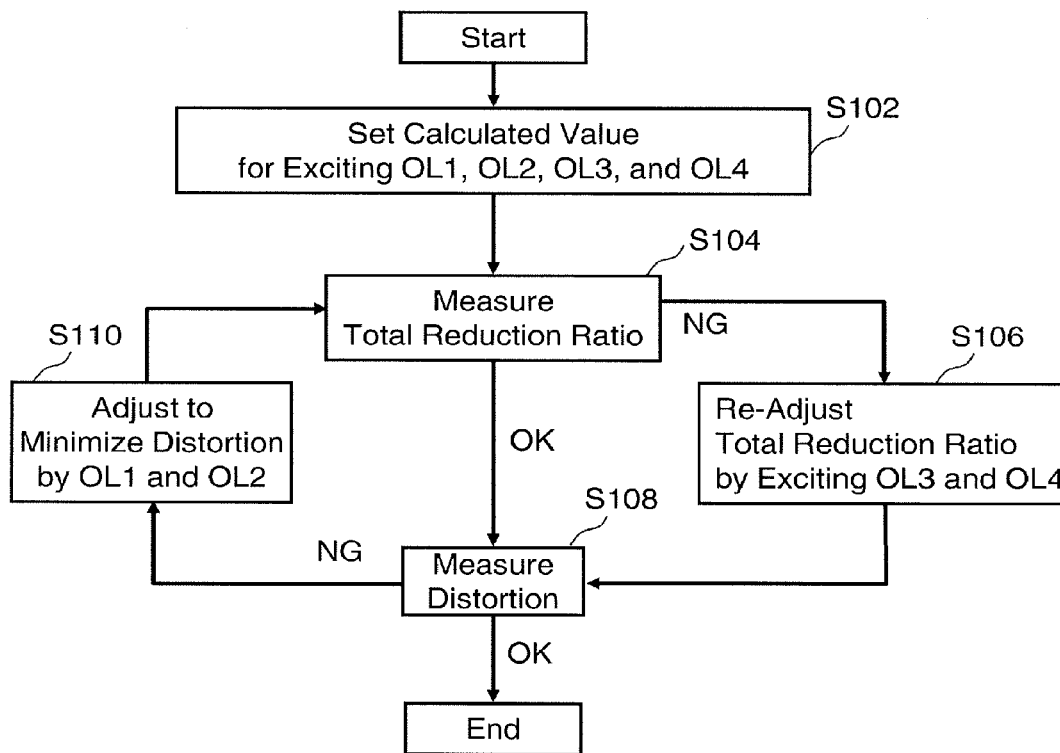 Start
S102
Set Calculated Value
for Exciting OL1, OL2, OL3, and OL4
S104
Measure
Total Reduction Ratio
NG
S110
Adjust to
Minimize Distortion
by OL1 and OL2
S106
Re-Adjust
Total Reduction Ratio
by Exciting OL3 and OL4
OK
S108
NG
Measure
Distortion
OK
End